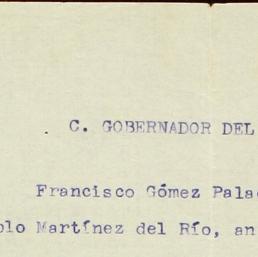 C. GOBERNADOR DEL
Francisco Gómez Pala
blo Martínez del Río, an